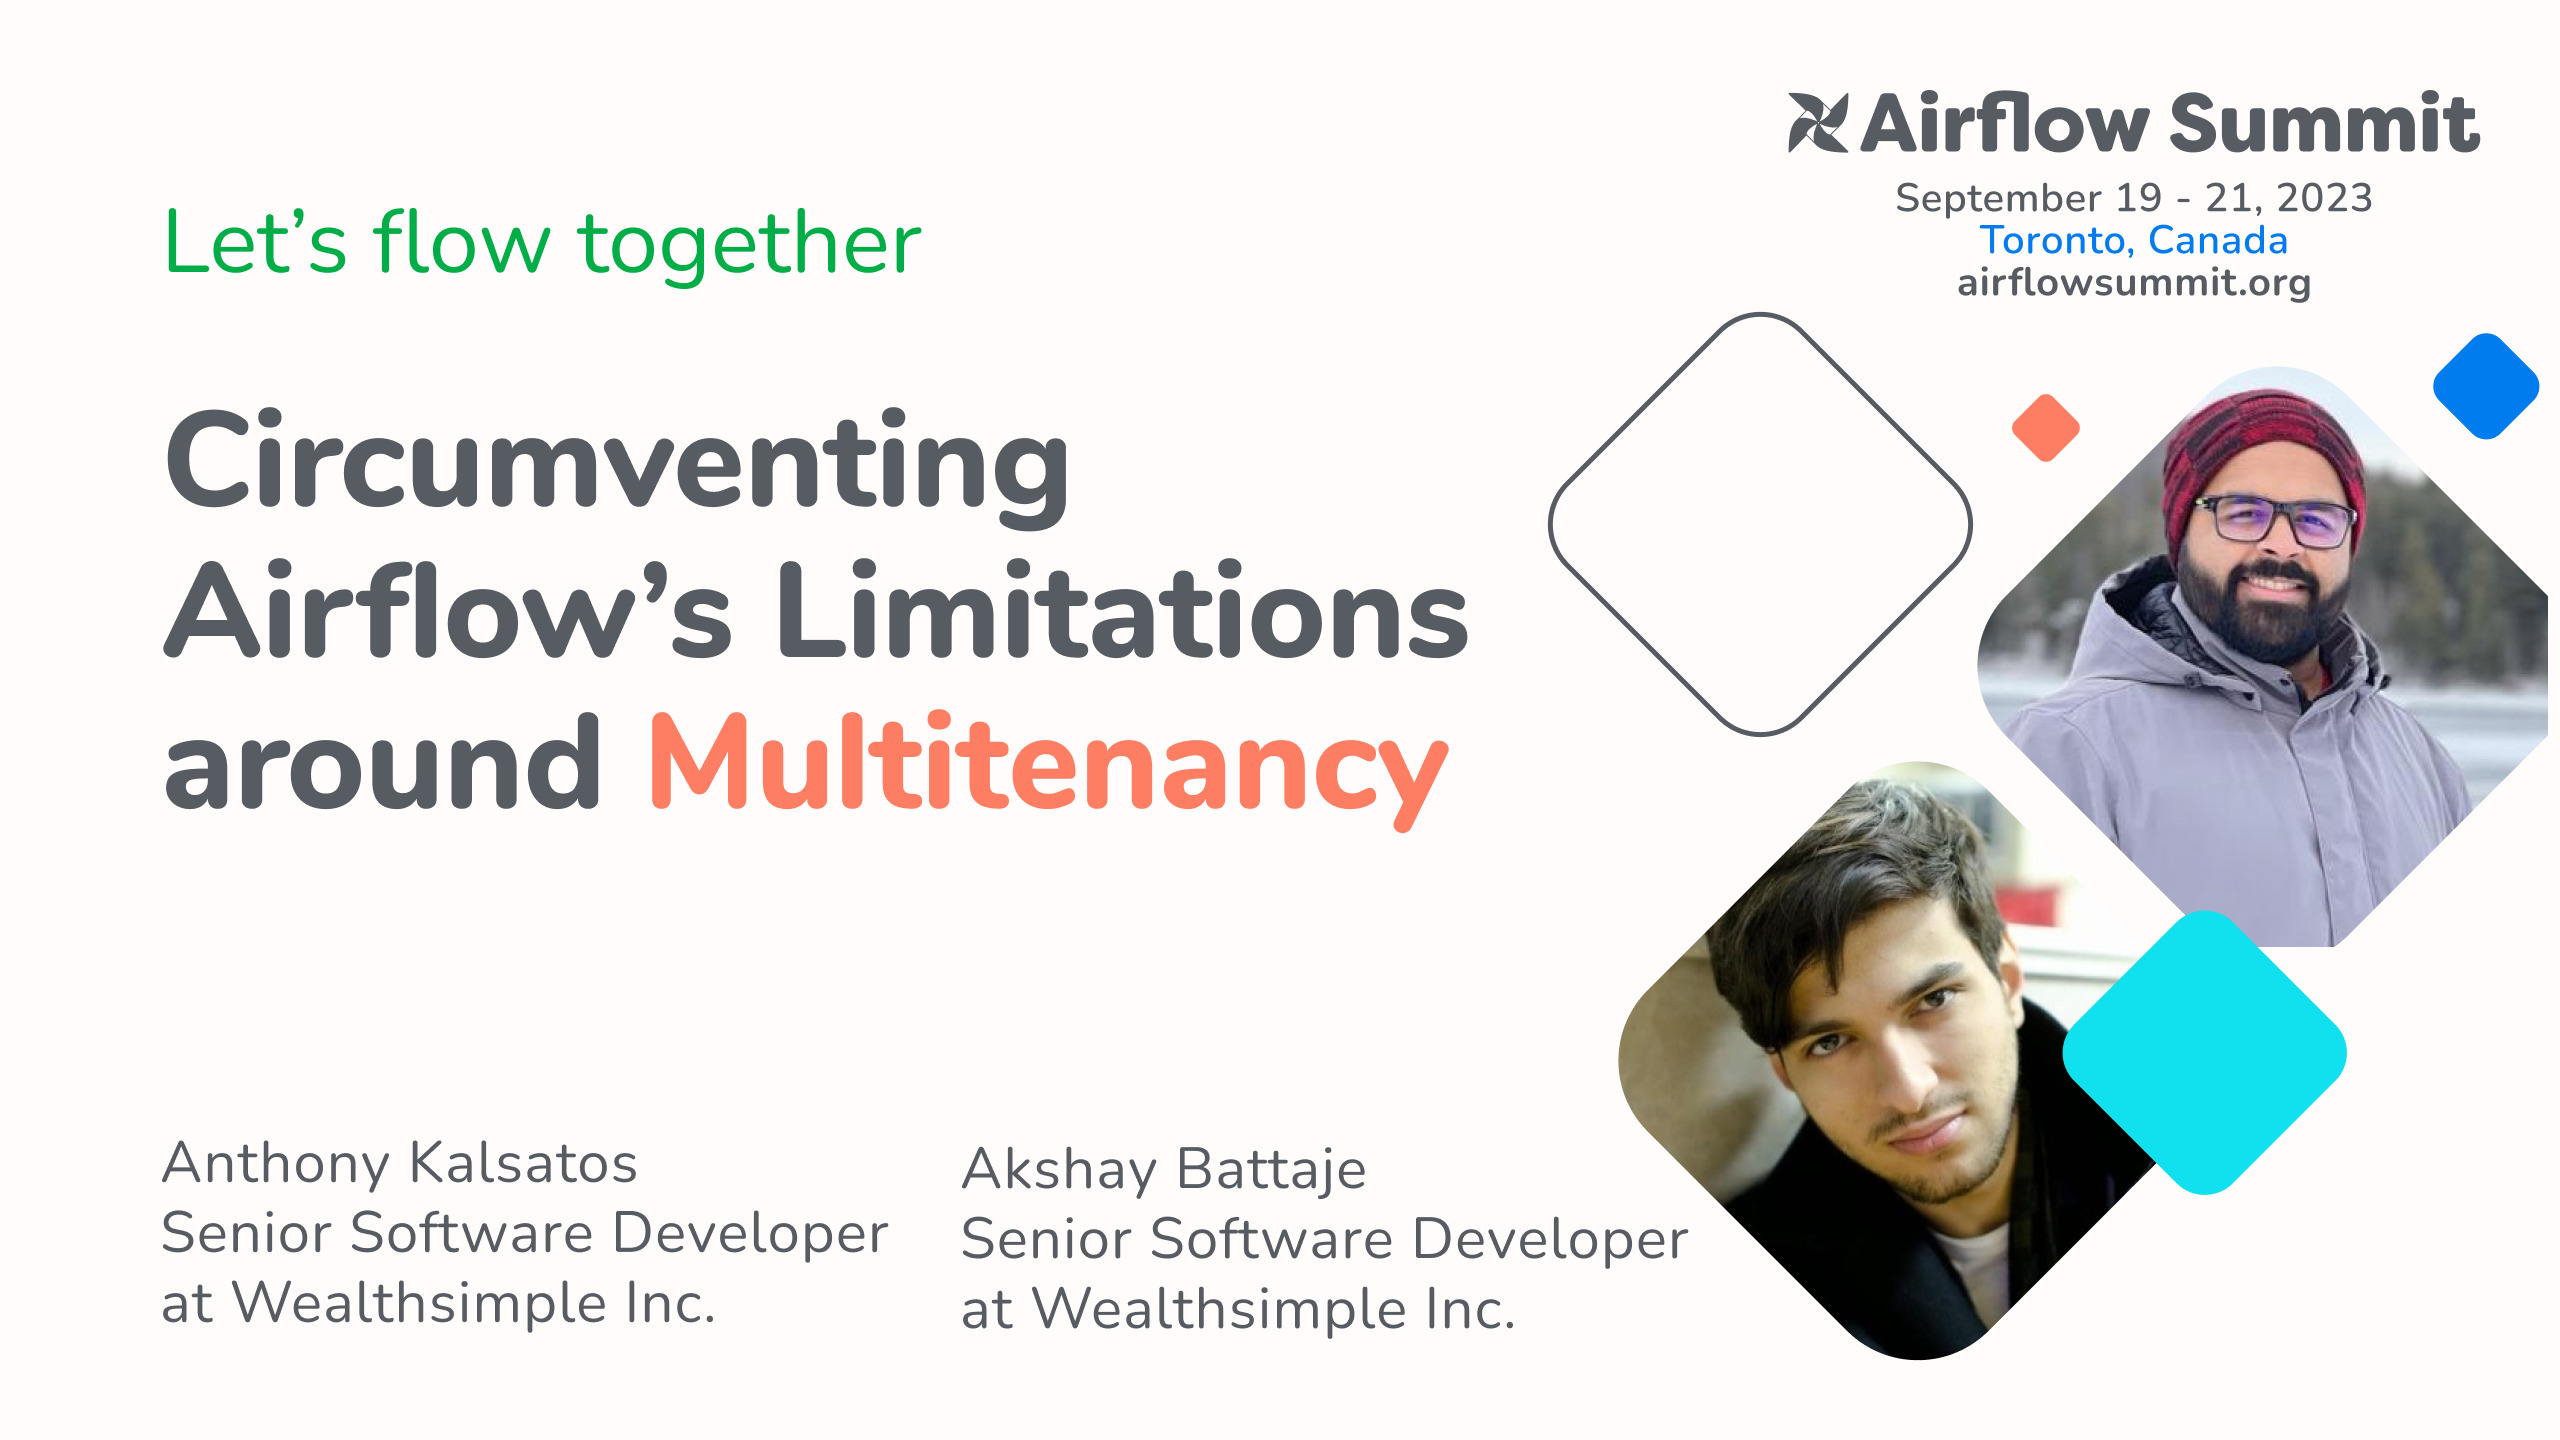 Airflow Summit
September 19 - 21, 2023
Toronto, Canada
airflowsummit.org
Let’s flow together
Circumventing
Airflow’s Limitations
around Multitenancy
Anthony Kalsatos
Senior Software Developer
at Wealthsimple Inc.
Akshay Battaje
Senior Software Developer
at Wealthsimple Inc.